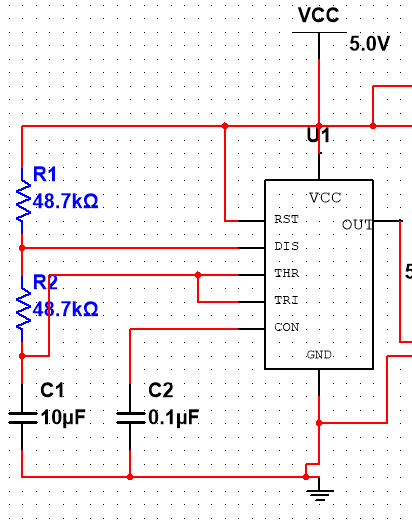 VCC
5.0V
U1
R1
48.7kΩ
VCC
RST
OUT
DIS
R2
THR
48.7kΩ
TRI
CON
GND
C1
10µF
C2
0.1µF
5